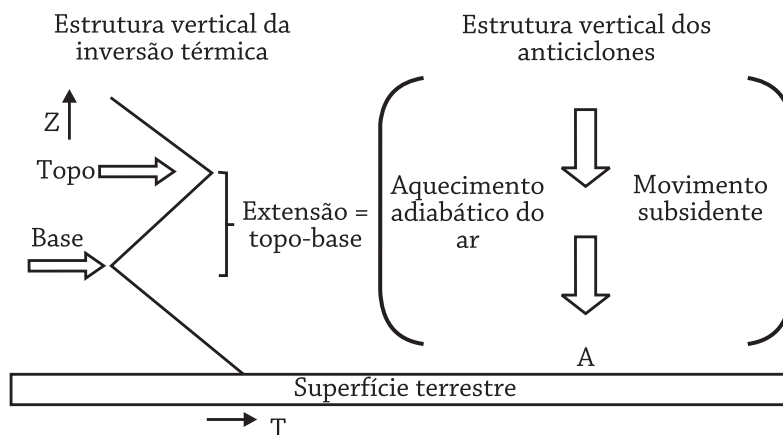 Estrutura vertical da
inversão térmica
Estrutura vertical dos
anticiclones
Z
Topo
Base
Extensão =
topo-base
Aquecimento
adiabático do
ar
Movimento
subsidente
A
Superfície terrestre
T